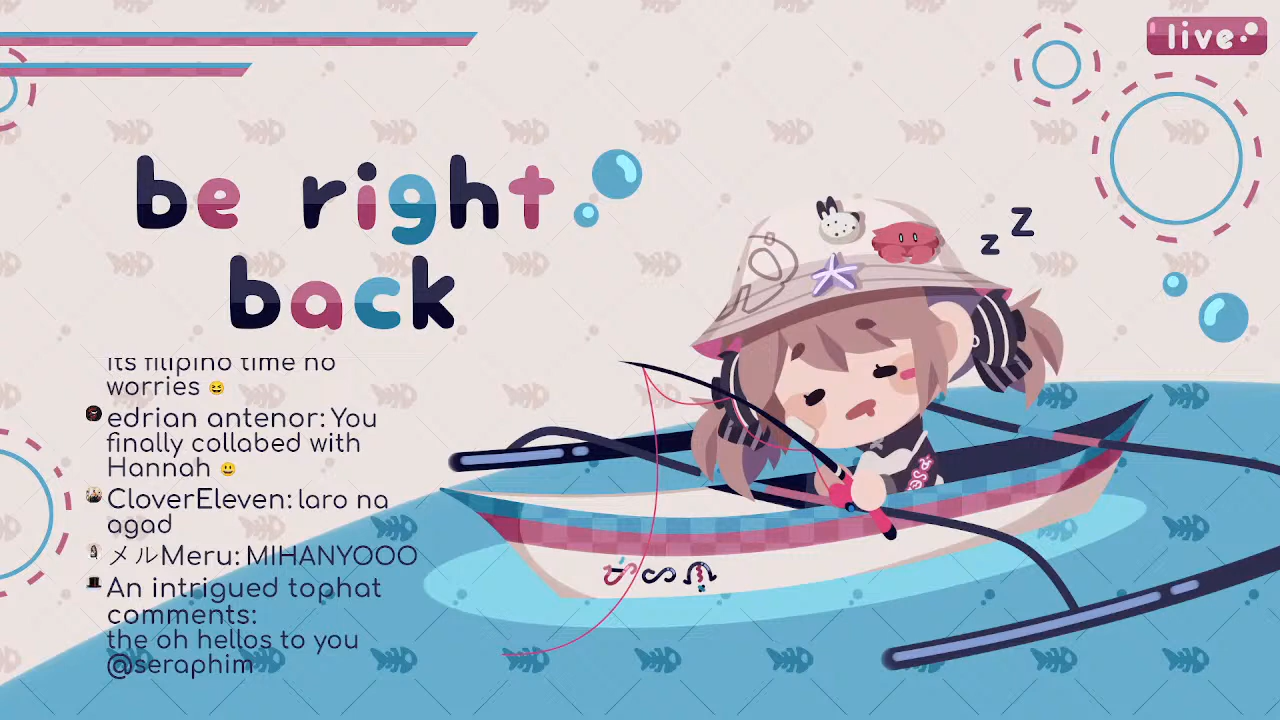 live
be right
back
z Z
its filipino time no
worries 😆
edrian antenor: You
finally collabed with
Hannah 😃
CloverEleven: laro na
agad
メルMeru: MIHANYOOO
An intrigued tophat
comments:
the oh hellos to you
@seraphim